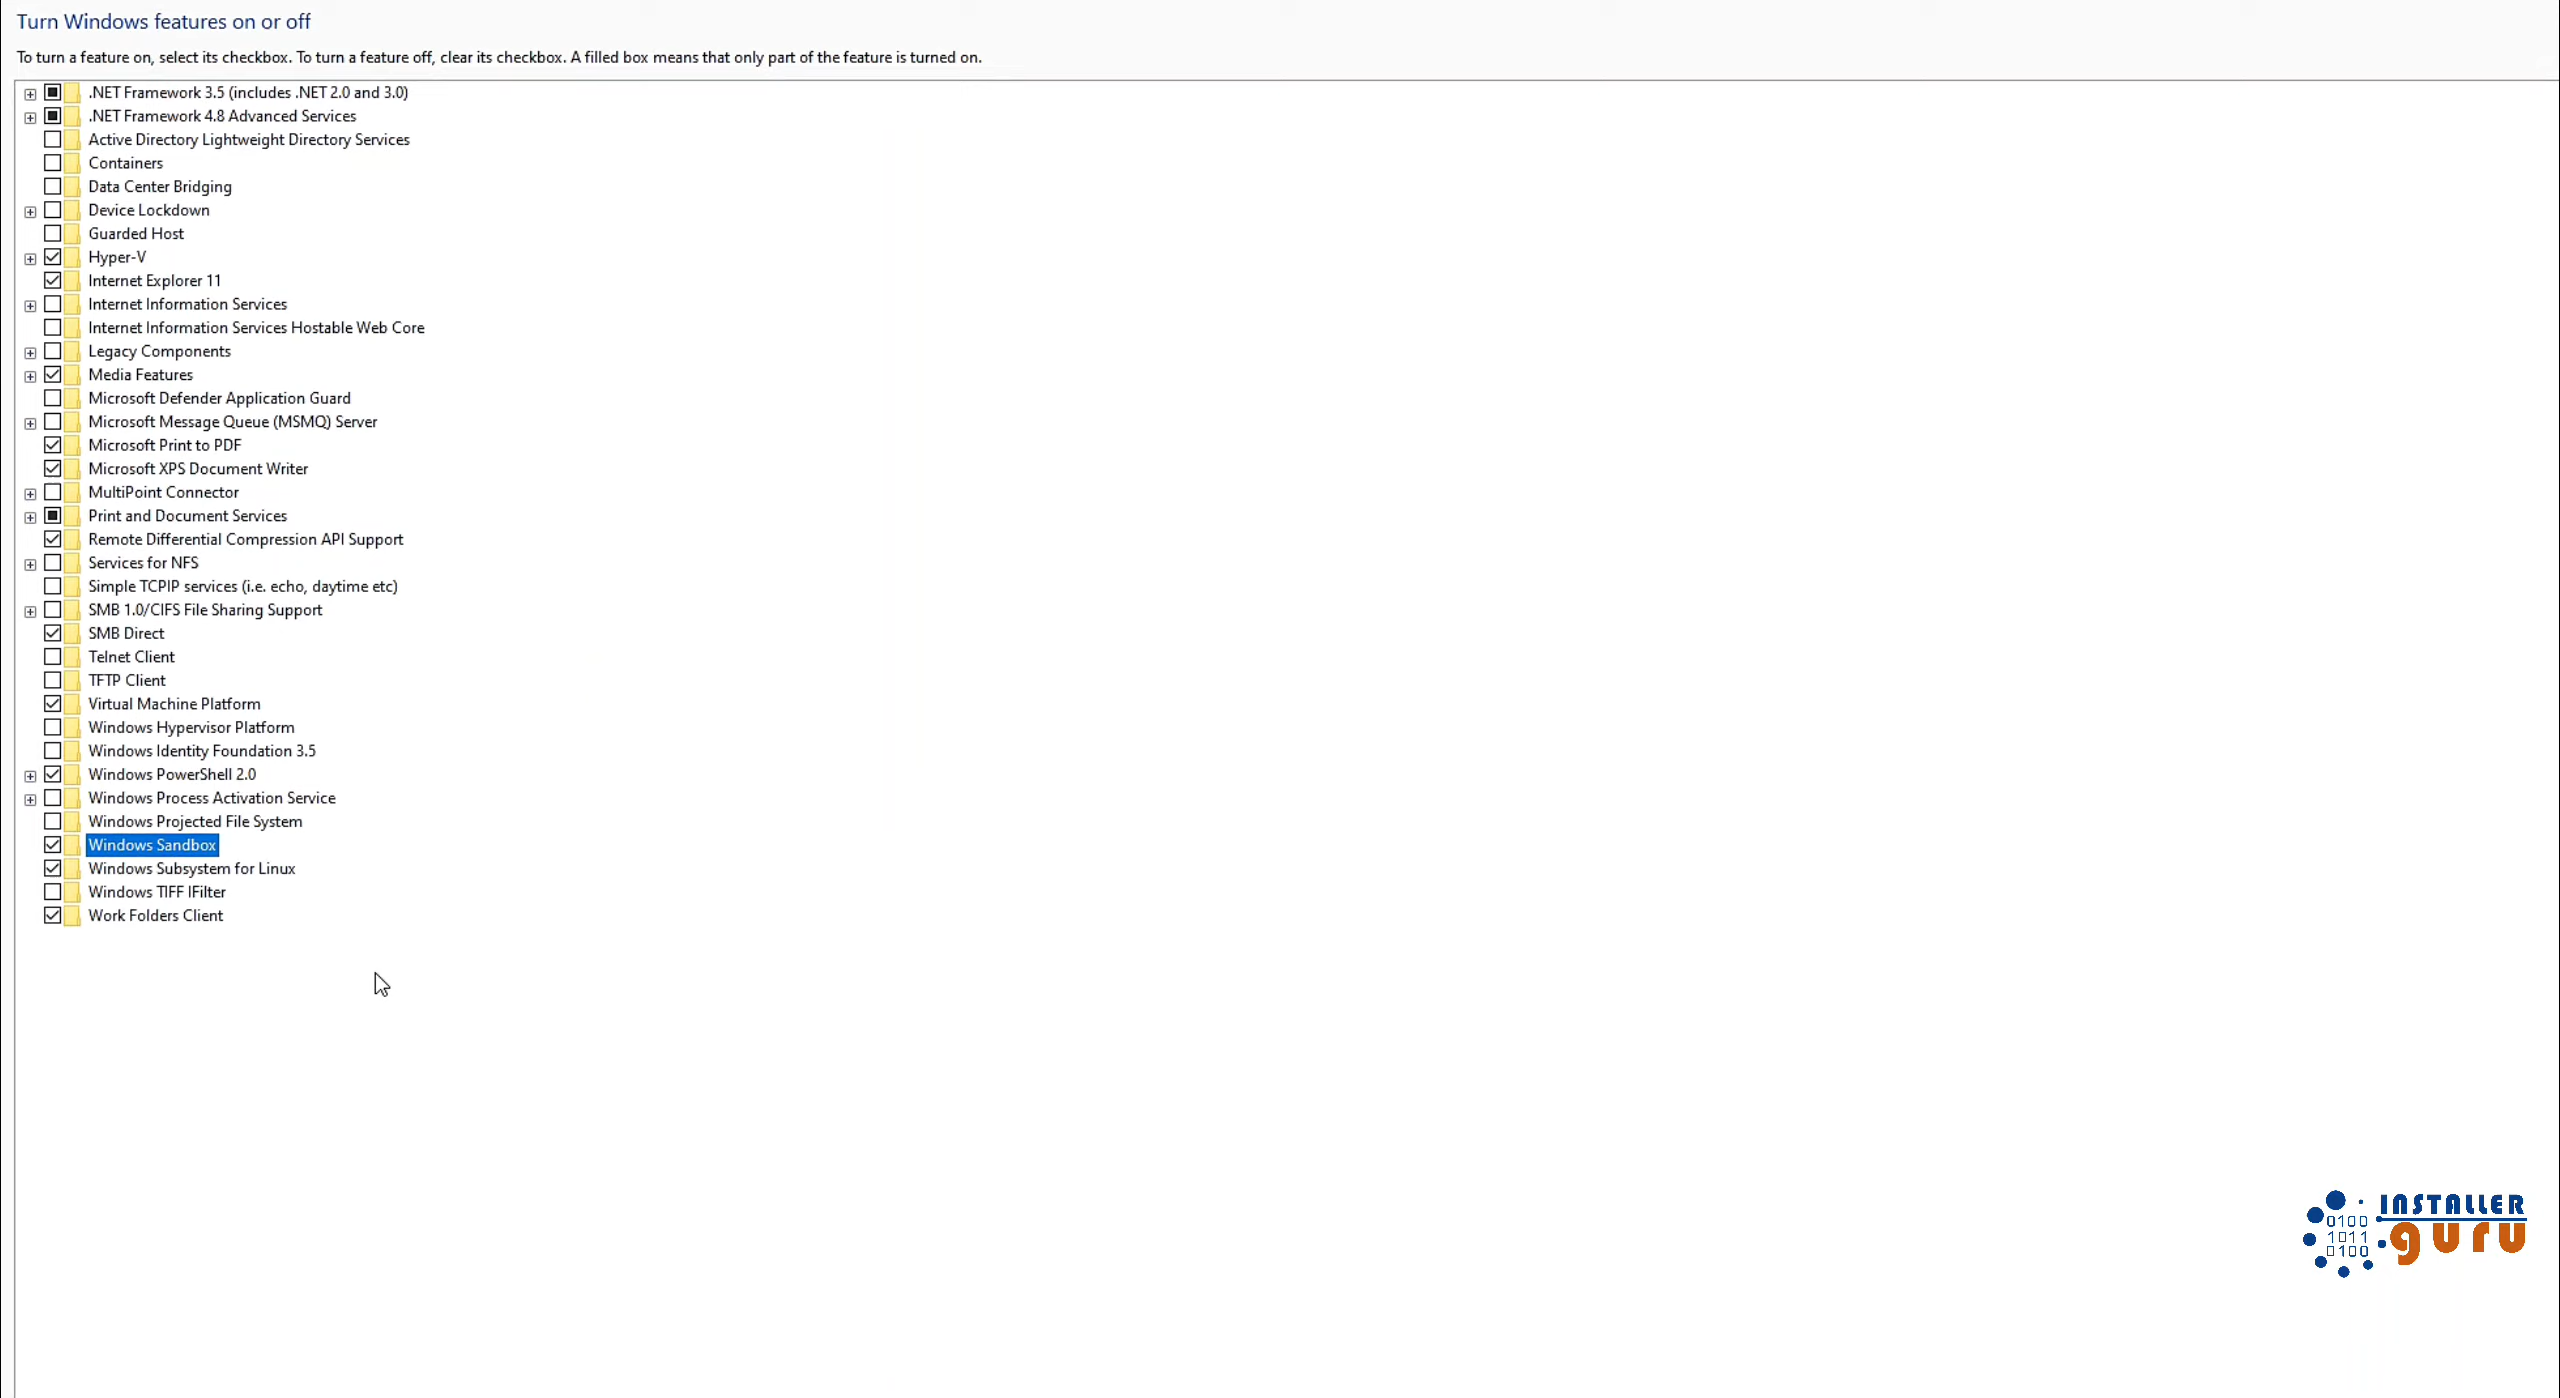 Turn Windows features on or off
To turn a feature on, select its checkbox. To turn a feature off, clear its checkbox. A filled box means that only part of the feature is turned on.
.NET Framework 3.5 (includes .NET 2.0 and 3.0)
.NET Framework 4.8 Advanced Services
Active Directory Lightweight Directory Services
Containers
Data Center Bridging
Device Lockdown
Guarded Host
Hyper-V
Internet Explorer 11
Internet Information Services
Internet Information Services Hostable Web Core
Legacy Components
Media Features
Microsoft Defender Application Guard
Microsoft Message Queue (MSMQ) Server
Microsoft Print to PDF
Microsoft XPS Document Writer
MultiPoint Connector
Print and Document Services
Remote Differential Compression API Support
Services for NFS
Simple TCPIP services (i.e. echo, daytime etc)
SMB 1.0/CIFS File Sharing Support
SMB Direct
Telnet Client
TFTP Client
Virtual Machine Platform
Windows Hypervisor Platform
Windows Identity Foundation 3.5
Windows PowerShell 2.0
Windows Process Activation Service
Windows Projected File System
Windows Sandbox
Windows Subsystem for Linux
Windows TIFF IFilter
Work Folders Client
INSTALLER
guru
0100
1011
0100